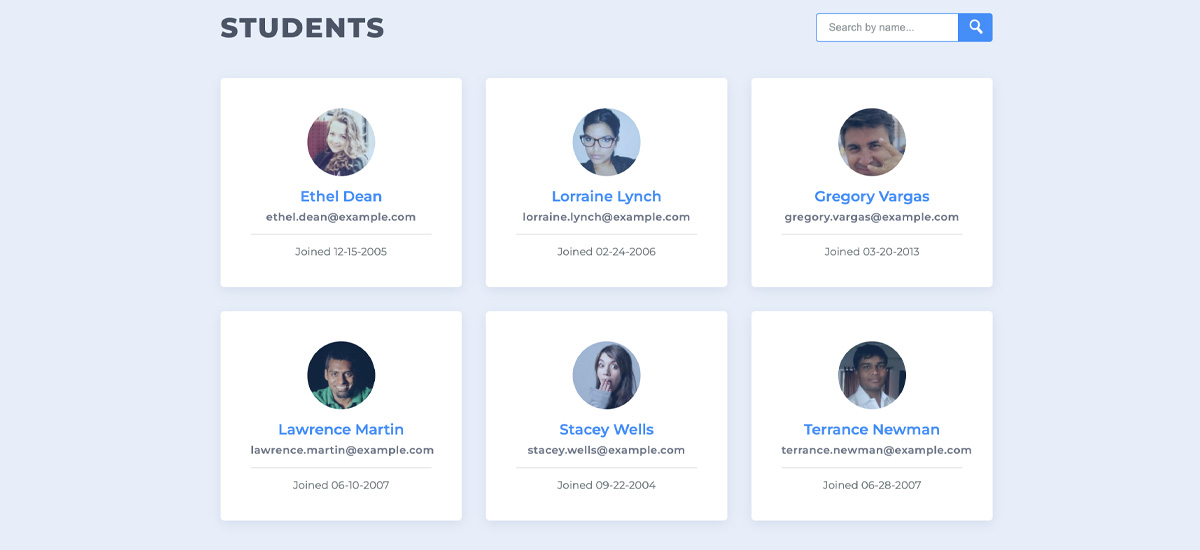 STUDENTS
Search by name...
Ethel Dean
ethel.dean@example.com
Joined 12-15-2005
Lorraine Lynch
lorraine.lynch@example.com
Joined 02-24-2006
Gregory Vargas
gregory.vargas@example.com
Joined 03-20-2013
Lawrence Martin
lawrence.martin@example.com
Joined 06-10-2007
Stacey Wells
stacey.wells@example.com
Joined 09-22-2004
Terrance Newman
terrance.newman@example.com
Joined 06-28-2007